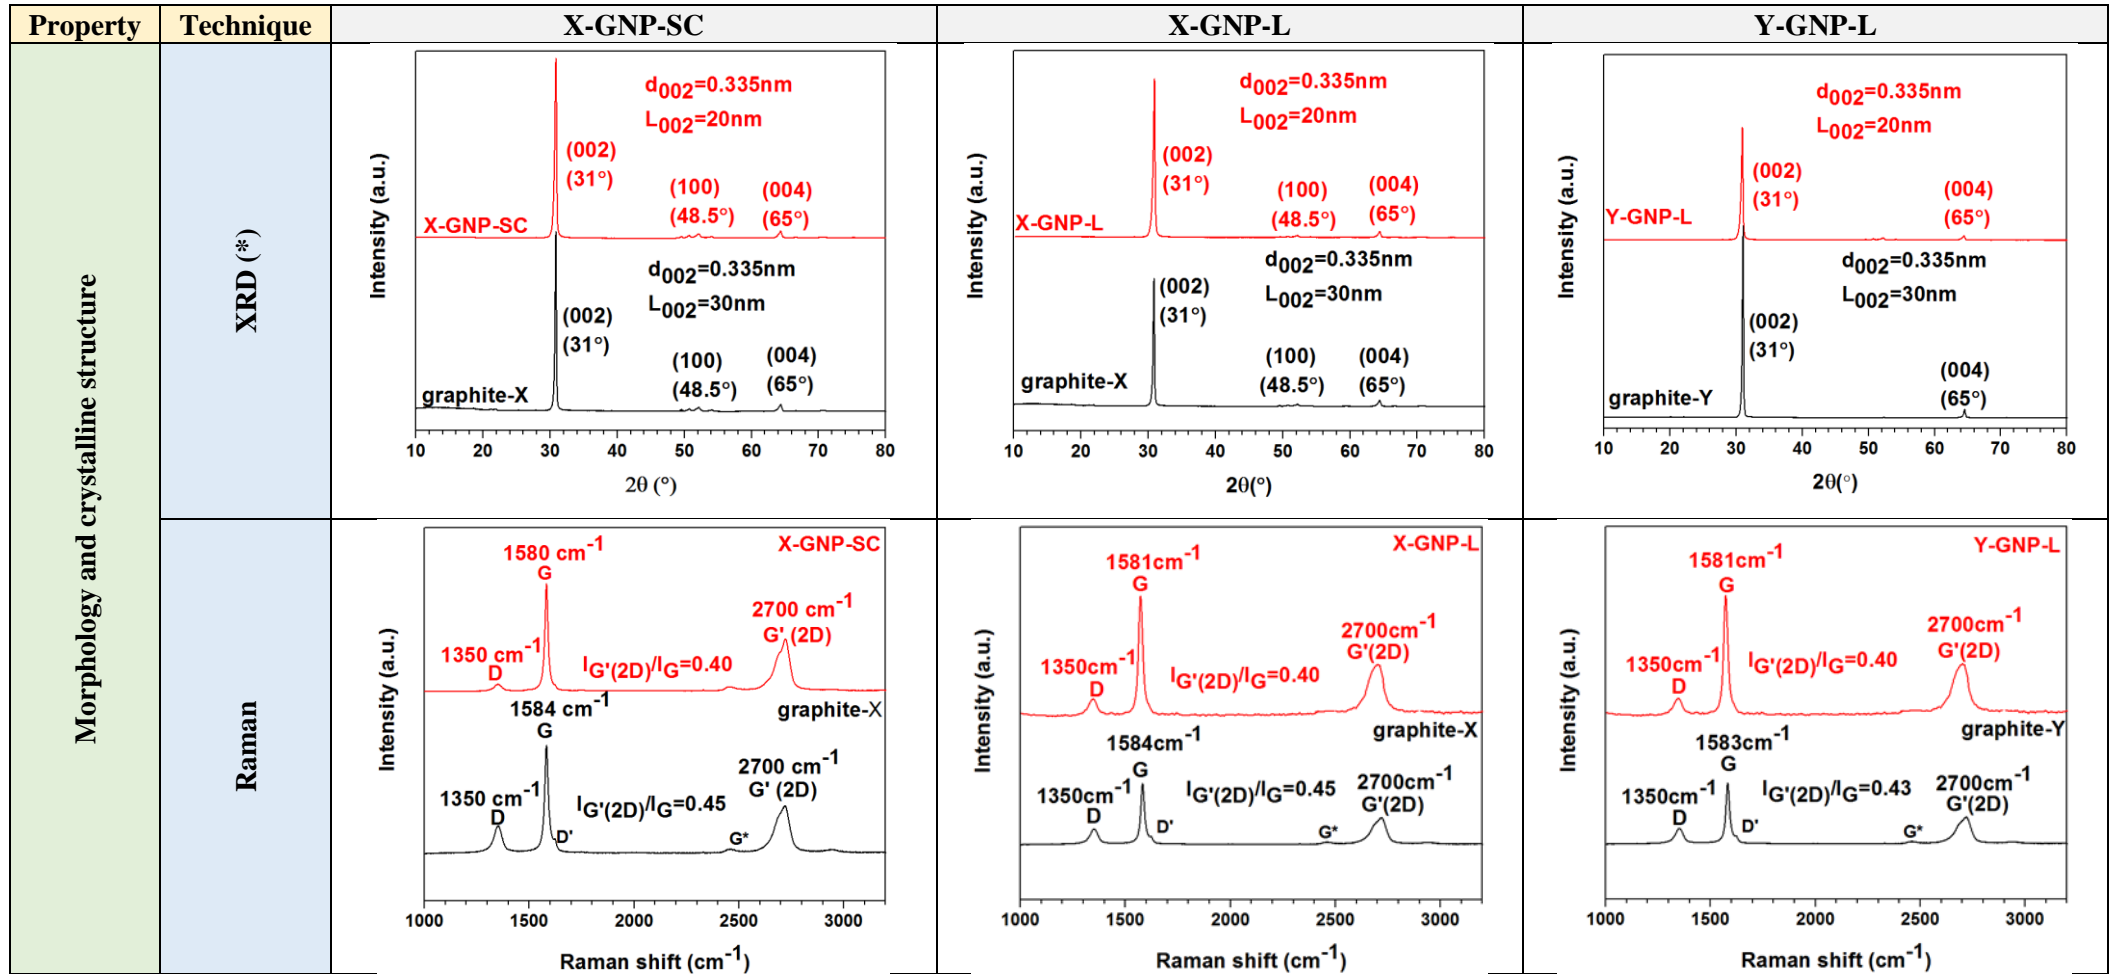 Property
Technique
X-GNP-SC
X-GNP-L
Y-GNP-L
Morphology and crystalline structure
XRD (*)
Intensity (a.u.)
d002=0.335nm
L002=20nm
(002)
(31°)
(100)
(48.5°)
(004)
(65°)
X-GNP-SC
d002=0.335nm
L002=30nm
(002)
(31°)
(100)
(48.5°)
(004)
(65°)
graphite-X
10 20 30 40 50 60 70 80
2θ (°)
Intensity (a.u.)
d002=0.335nm
L002=20nm
(002)
(31°)
(100)
(48.5°)
(004)
(65°)
X-GNP-L
d002=0.335nm
L002=30nm
(002)
(31°)
(100)
(48.5°)
(004)
(65°)
graphite-X
10 20 30 40 50 60 70 80
2θ(°)
Intensity (a.u.)
d002=0.335nm
L002=20nm
(002)
(31°)
(004)
(65°)
Y-GNP-L
d002=0.335nm
L002=30nm
(002)
(31°)
(004)
(65°)
graphite-Y
10 20 30 40 50 60 70 80
2θ(°)
Raman
Intensity (a.u.)
X-GNP-SC
1580 cm-1
G
2700 cm-1
G' (2D)
1350 cm-1
D
IG'(2D)/IG=0.40
graphite-X
1584 cm-1
G
2700 cm-1
G' (2D)
1350 cm-1
D
IG'(2D)/IG=0.45
D'
G*
1000 1500 2000 2500 3000
Raman shift (cm-1)
Intensity (a.u.)
X-GNP-L
1581cm-1
G
2700cm-1
G'(2D)
1350cm-1
D
IG'(2D)/IG=0.40
graphite-X
1584cm-1
G
2700cm-1
G'(2D)
1350cm-1
D
IG'(2D)/IG=0.45
D'
G*
1000 1500 2000 2500 3000
Raman shift (cm-1)
Intensity (a.u.)
Y-GNP-L
1581cm-1
G
2700cm-1
G'(2D)
1350cm-1
D
IG'(2D)/IG=0.40
graphite-Y
1583cm-1
G
2700cm-1
G'(2D)
1350cm-1
D
IG'(2D)/IG=0.43
D'
G*
1000 1500 2000 2500 3000
Raman shift (cm-1)